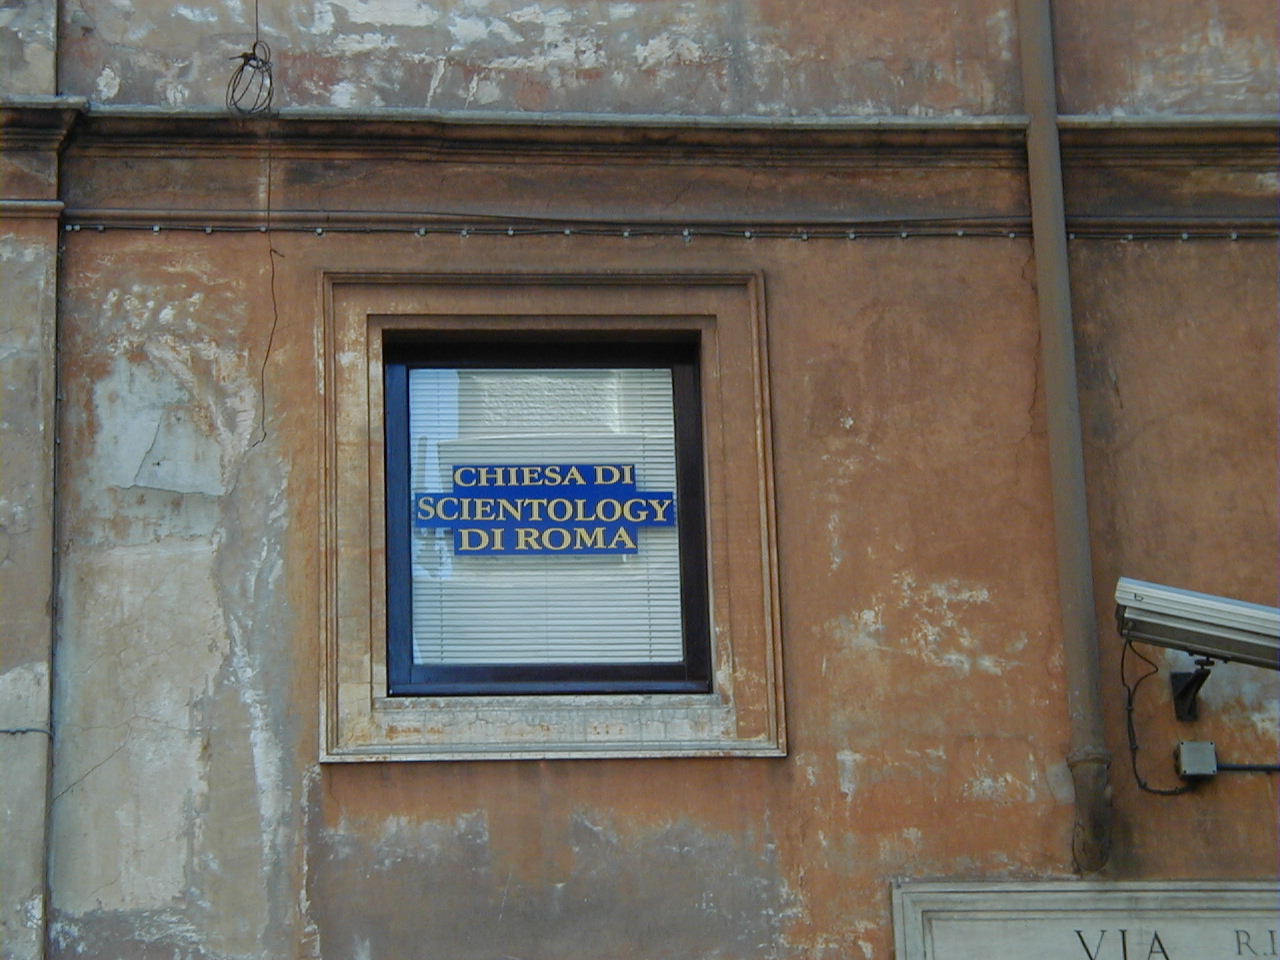 CHIESA DI
SCIENTOLOGY
DI ROMA
VIA